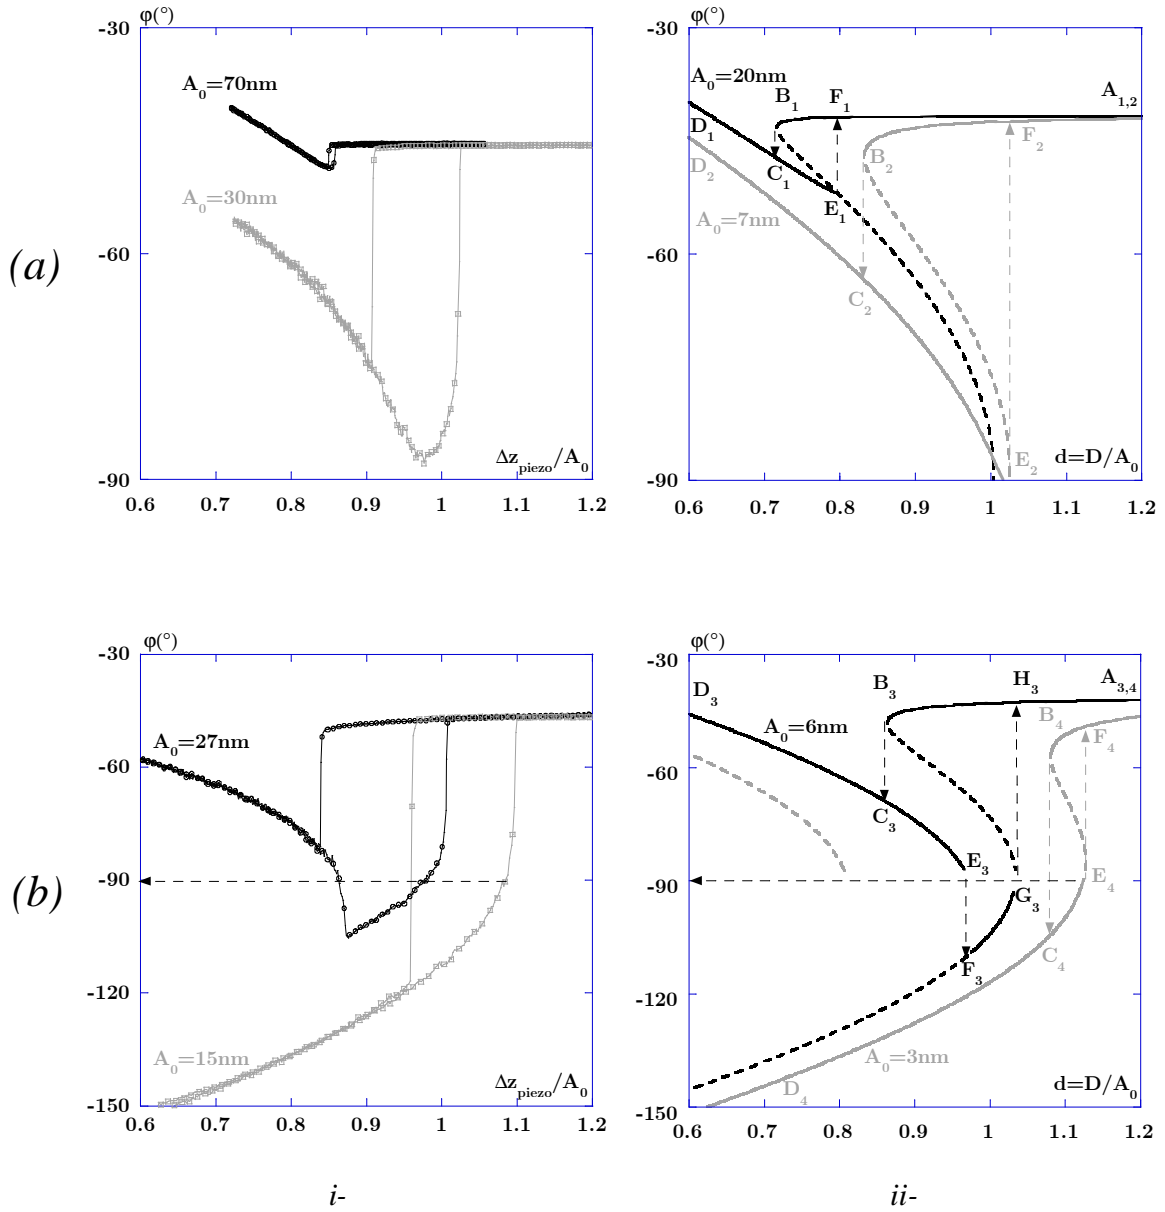 φ(°)
-30
-60
-90
A₀=70nm
A₀=30nm
Δz_piezo/A₀
0.6 0.7 0.8 0.9 1 1.1 1.2
φ(°)
-30
-60
-90
A₀=20nm
B₁
F₁
A₁,₂
D₁
F₂
D₂
B₂
C₁
E₁
A₀=7nm
C₂
E₂
d=D/A₀
0.6 0.7 0.8 0.9 1 1.1 1.2
(a)
φ(°)
-30
-60
-90
-120
-150
A₀=27nm
A₀=15nm
Δz_piezo/A₀
0.6 0.7 0.8 0.9 1 1.1 1.2
φ(°)
-30
-60
-90
-120
-150
D₃
B₃
H₃
A₃,₄
A₀=6nm
B₄
F₄
C₃
E₃
E₄
G₃
C₄
F₃
A₀=3nm
D₄
d=D/A₀
0.6 0.7 0.8 0.9 1 1.1 1.2
(b)
i-
ii-